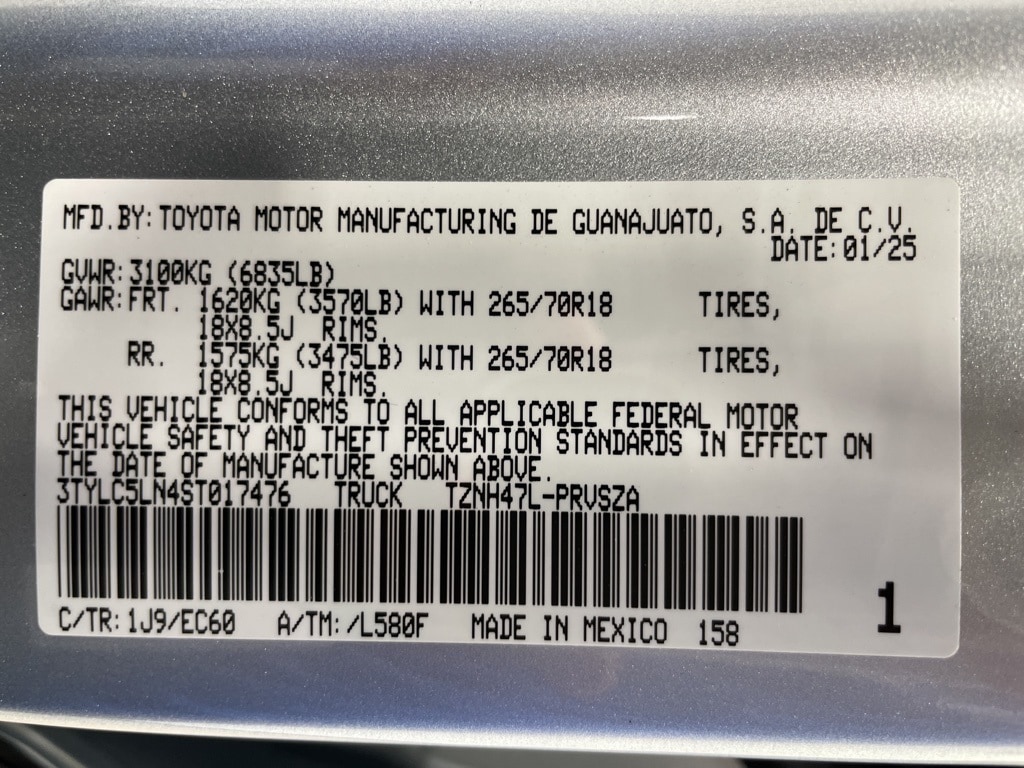 MFD.BY:TOYOTA MOTOR MANUFACTURING DE GUANAJUATO, S.A. DE C.V.
DATE:01/25
GVWR:3100KG (6835LB)
GAWR:FRT. 1620KG (3570LB) WITH 265/70R18 TIRES,
18X8.5J RIMS.
RR. 1575KG (3475LB) WITH 265/70R18 TIRES,
18X8.5J RIMS.
THIS VEHICLE CONFORMS TO ALL APPLICABLE FEDERAL MOTOR
VEHICLE SAFETY AND THEFT PREVENTION STANDARDS IN EFFECT ON
THE DATE OF MANUFACTURE SHOWN ABOVE.
3TYLC5LN4ST017476 TRUCK TZNH47L-PRVSZA
C/TR:1J9/EC60 A/TM:/L580F MADE IN MEXICO 158
1